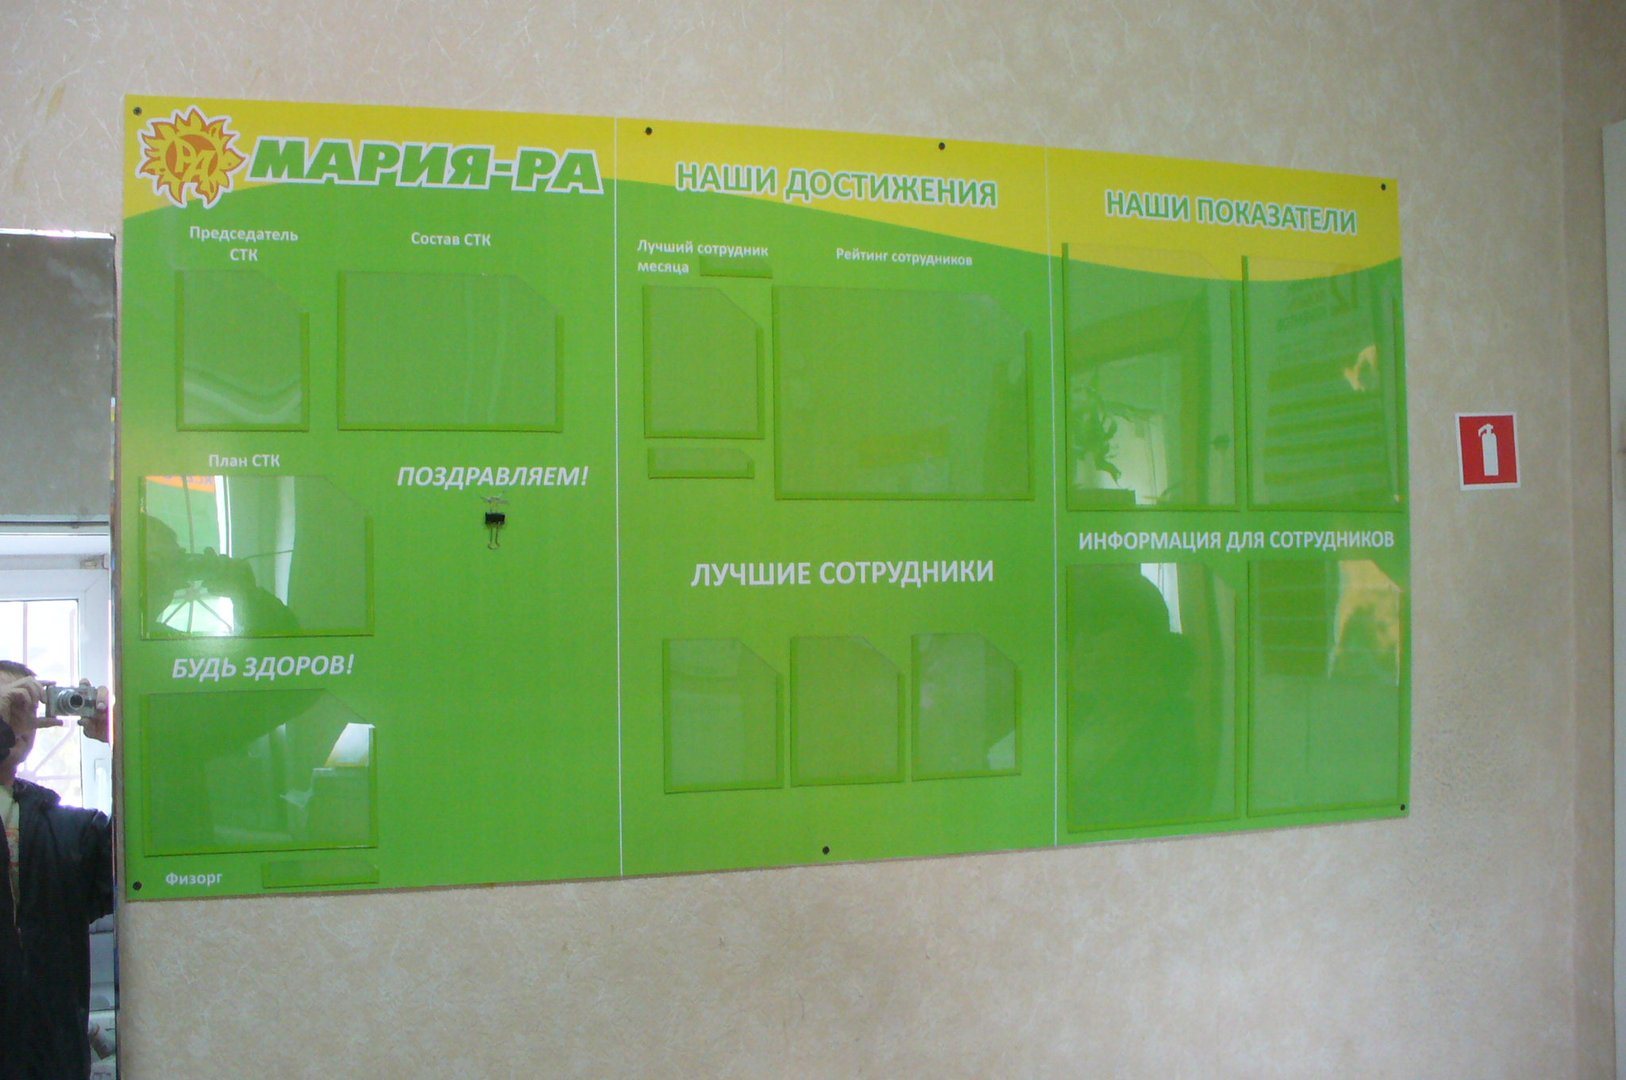 РА
МАРИЯ-РА
Председатель
СТК
Состав СТК
План СТК
ПОЗДРАВЛЯЕМ!
БУДЬ ЗДОРОВ!
Физорг
НАШИ ДОСТИЖЕНИЯ
Лучший сотрудник
месяца
Рейтинг сотрудников
ЛУЧШИЕ СОТРУДНИКИ
НАШИ ПОКАЗАТЕЛИ
ИНФОРМАЦИЯ ДЛЯ СОТРУДНИКОВ